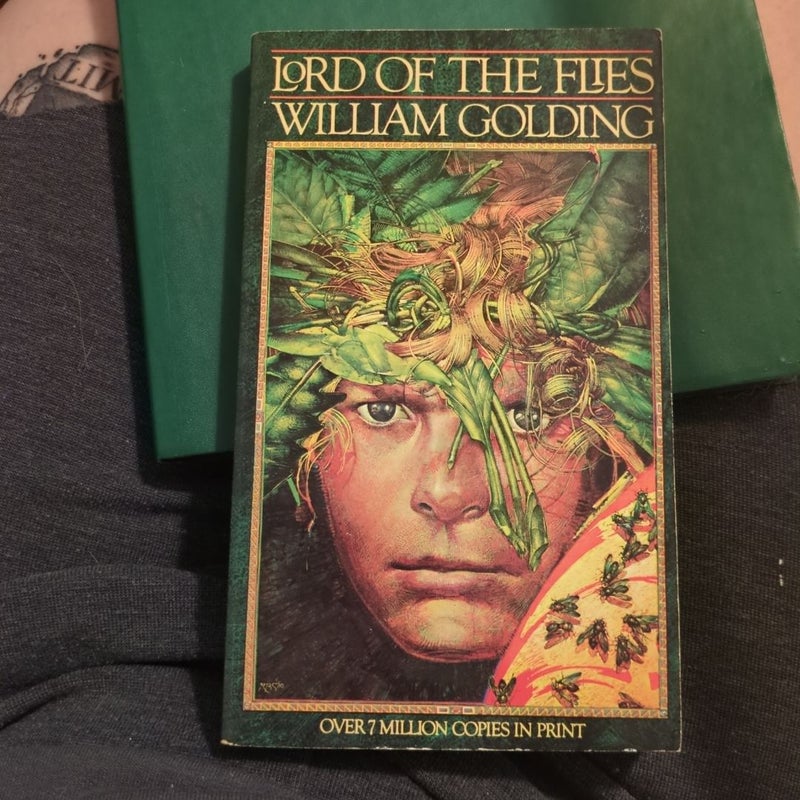 LORD OF THE FLIES
WILLIAM GOLDING
OVER 7 MILLION COPIES IN PRINT